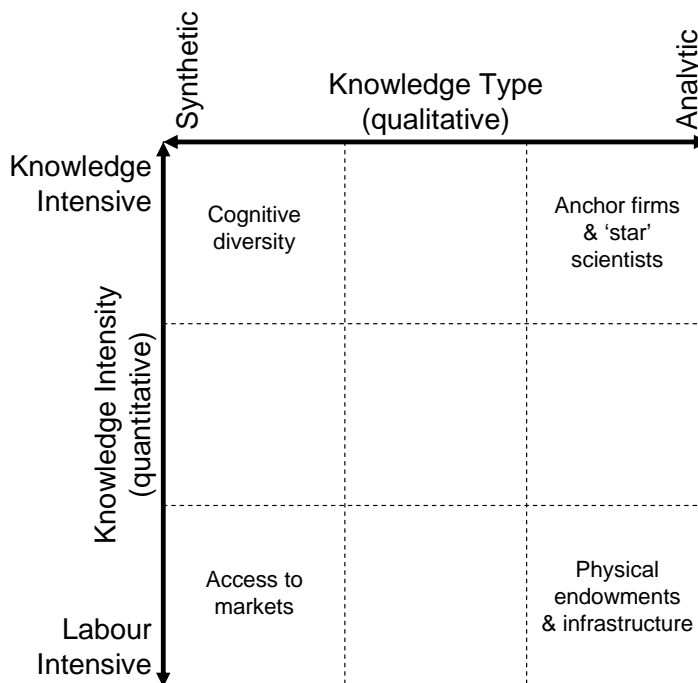 Synthetic
Knowledge Type
(qualitative)
Analytic
Knowledge
Intensive
Cognitive
diversity
Anchor firms
& ‘star’
scientists
Knowledge Intensity
(quantitative)
Access to
markets
Physical
endowments
& infrastructure
Labour
Intensive